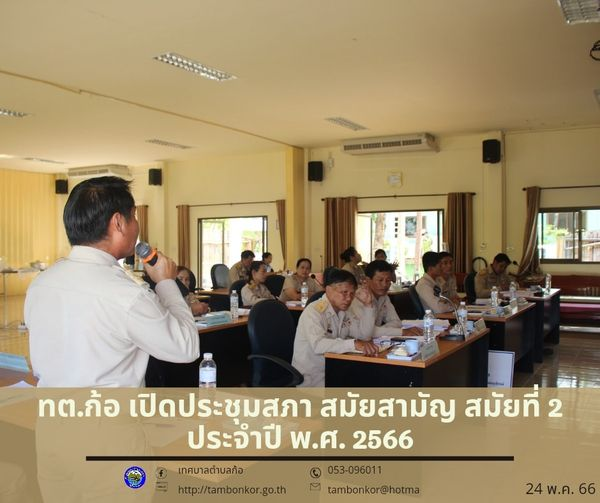 ทต.ก้อ เปิดประชุมสภา สมัยสามัญ สมัยที่ 2
ประจำปี พ.ศ. 2566
เทศบาลตำบลก้อ
053-096011
http://tambonkor.go.th
tambonkor@hotma
24 พ.ค. 66